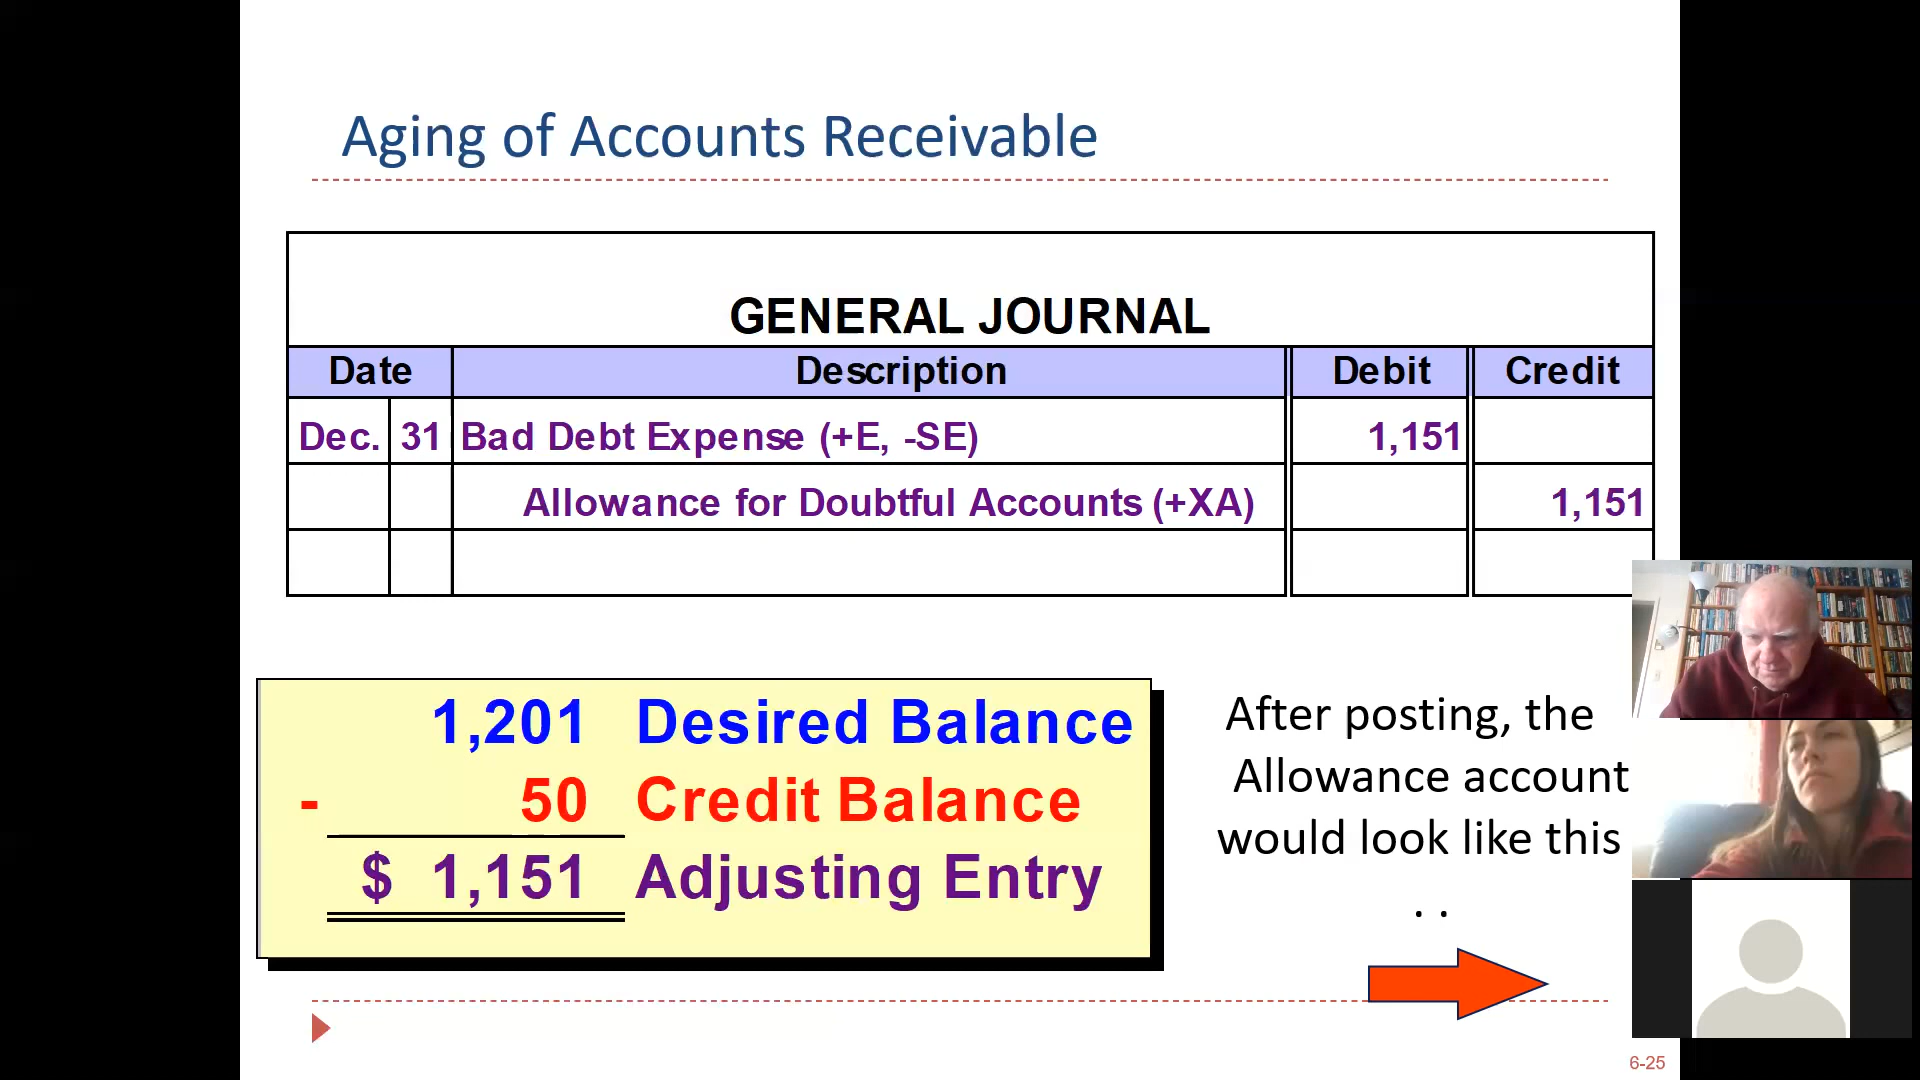 Aging of Accounts Receivable
GENERAL JOURNAL
Date Description Debit Credit
Dec. 31 Bad Debt Expense (+E, -SE) 1,151
Allowance for Doubtful Accounts (+XA) 1,151
1,201 Desired Balance
- 50 Credit Balance
$ 1,151 Adjusting Entry
After posting, the
Allowance account
would look like this
. .
6-25